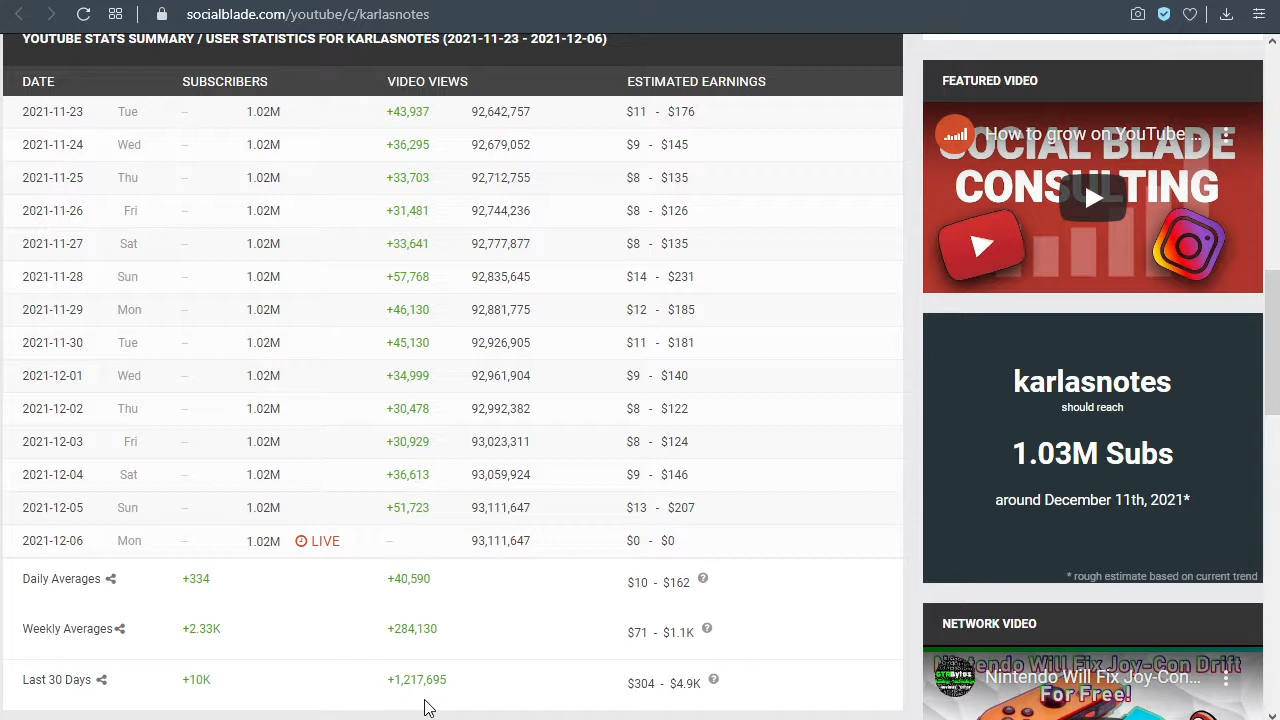 socialblade.com/youtube/c/karlasnotes
YOUTUBE STATS SUMMARY / USER STATISTICS FOR KARLASNOTES (2021-11-23 - 2021-12-06)
DATE SUBSCRIBERS VIDEO VIEWS ESTIMATED EARNINGS
2021-11-23 Tue -- 1.02M +43,937 92,642,757 $11 - $176
2021-11-24 Wed -- 1.02M +36,295 92,679,052 $9 - $145
2021-11-25 Thu -- 1.02M +33,703 92,712,755 $8 - $135
2021-11-26 Fri -- 1.02M +31,481 92,744,236 $8 - $126
2021-11-27 Sat -- 1.02M +33,641 92,777,877 $8 - $135
2021-11-28 Sun -- 1.02M +57,768 92,835,645 $14 - $231
2021-11-29 Mon -- 1.02M +46,130 92,881,775 $12 - $185
2021-11-30 Tue -- 1.02M +45,130 92,926,905 $11 - $181
2021-12-01 Wed -- 1.02M +34,999 92,961,904 $9 - $140
2021-12-02 Thu -- 1.02M +30,478 92,992,382 $8 - $122
2021-12-03 Fri -- 1.02M +30,929 93,023,311 $8 - $124
2021-12-04 Sat -- 1.02M +36,613 93,059,924 $9 - $146
2021-12-05 Sun -- 1.02M +51,723 93,111,647 $13 - $207
2021-12-06 Mon -- 1.02M LIVE -- 93,111,647 $0 - $0
Daily Averages +334 +40,590 $10 - $162 ?
Weekly Averages +2.33K +284,130 $71 - $1.1K ?
Last 30 Days +10K +1,217,695 $304 - $4.9K ?
FEATURED VIDEO
How to grow on YouTube ...
SOCIAL BLADE
CONSULTING
karlasnotes
should reach
1.03M Subs
around December 11th, 2021*
* rough estimate based on current trend
NETWORK VIDEO
Nintendo Will Fix Joy-Con Drift
Nintendo Will Fix Joy-Con...
For Free!